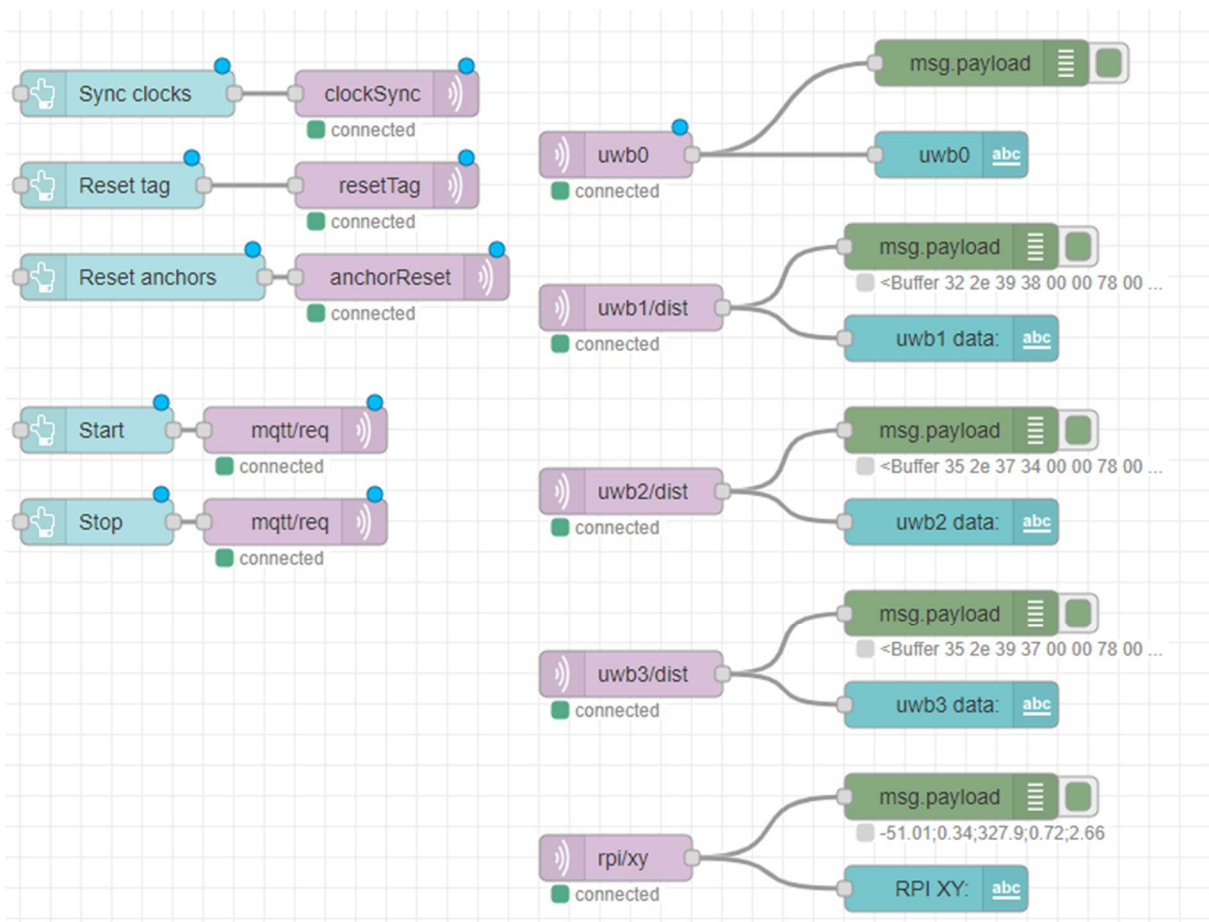 Sync clocks
clockSync
connected
Reset tag
resetTag
connected
Reset anchors
anchorReset
connected
Start
mqtt/req
connected
Stop
mqtt/req
connected
msg.payload
uwb0
connected
uwb0 abc
msg.payload
<Buffer 32 2e 39 38 00 00 78 00 ...
uwb1/dist
connected
uwb1 data: abc
msg.payload
<Buffer 35 2e 37 34 00 00 78 00 ...
uwb2/dist
connected
uwb2 data: abc
msg.payload
<Buffer 35 2e 39 37 00 00 78 00 ...
uwb3/dist
connected
uwb3 data: abc
msg.payload
-51.01;0.34;327.9;0.72;2.66
rpi/xy
connected
RPI XY: abc